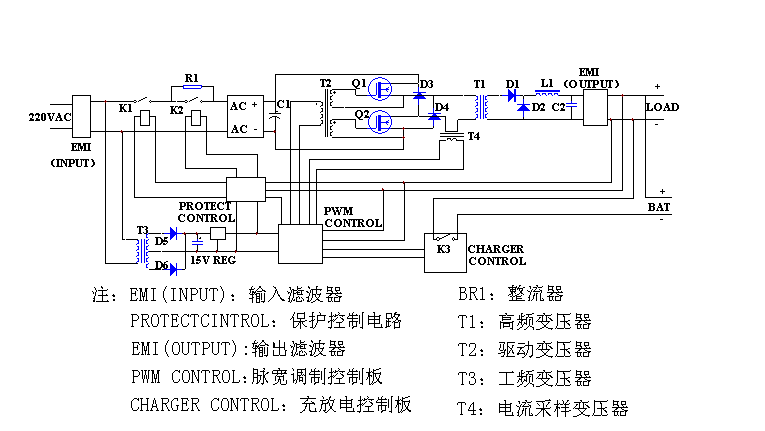 R1
T2
Q1
D3
T1
D1
L1
EMI
(OUTPUT)
+
K1
K2
AC +
C1
D4
D2
C2
LOAD
220VAC
AC -
Q2
T4
-
EMI
(INPUT)
PROTECT
CONTROL
PWM
CONTROL
+
BAT
-
T3
D5
15V REG
D6
K3
CHARGER
CONTROL
注：EMI(INPUT)：输入滤波器
PROTECTCINTROL：保护控制电路
EMI(OUTPUT):输出滤波器
PWM CONTROL:脉宽调制控制板
CHARGER CONTROL：充放电控制板
BR1：整流器
T1：高频变压器
T2：驱动变压器
T3：工频变压器
T4：电流采样变压器